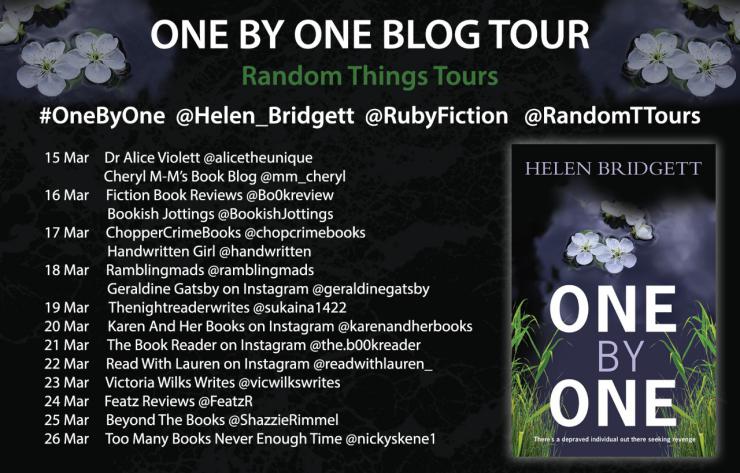 ONE BY ONE BLOG TOUR
Random Things Tours
#OneByOne @Helen_Bridgett @RubyFiction @RandomTTours
15 Mar Dr Alice Violett @alicetheunique
Cheryl M-M's Book Blog @mm_cheryl
16 Mar Fiction Book Reviews @Bo0kreview
Bookish Jottings @BookishJottings
17 Mar ChopperCrimeBooks @chopcrimebooks
Handwritten Girl @handwritten
18 Mar Ramblingmads @ramblingmads
Geraldine Gatsby on Instagram @geraldinegatsby
19 Mar Thenightreaderwrites @sukaina1422
20 Mar Karen And Her Books on Instagram @karenandherbooks
21 Mar The Book Reader on Instagram @the.b00kreader
22 Mar Read With Lauren on Instagram @readwithlauren_
23 Mar Victoria Wilks Writes @vicwilkswrites
24 Mar Featz Reviews @FeatzR
25 Mar Beyond The Books @ShazzieRimmel
26 Mar Too Many Books Never Enough Time @nickyskene1
HELEN BRIDGETT
ONE
BY
ONE
There's a depraved individual out there seeking revenge